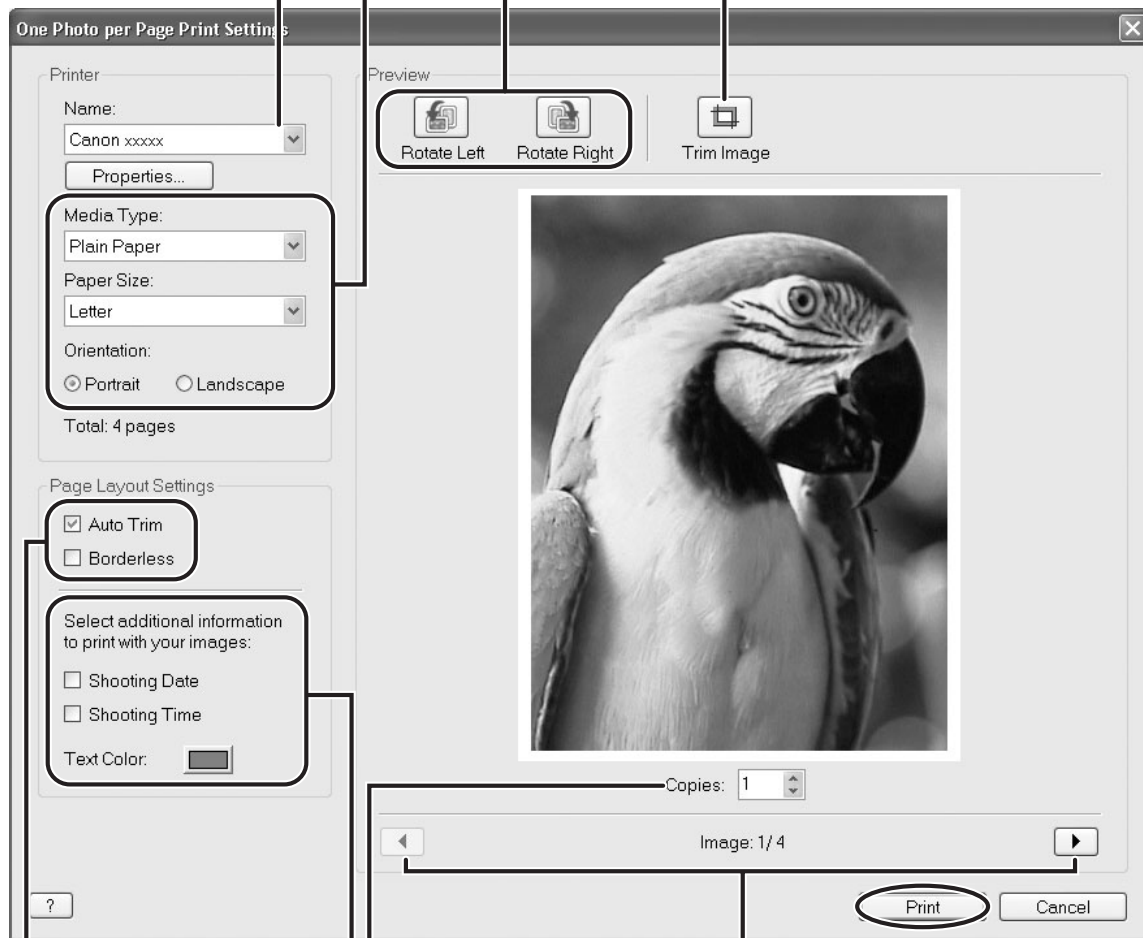 One Photo per Page Print Settings
Printer
Name:
Canon xxxxx
Properties...
Media Type:
Plain Paper
Paper Size:
Letter
Orientation:
Portrait Landscape
Total: 4 pages
Page Layout Settings
Auto Trim
Borderless
Select additional information
to print with your images:
Shooting Date
Shooting Time
Text Color:
?
Preview
Rotate Left Rotate Right Trim Image
Copies: 1
Image: 1/ 4
Print Cancel